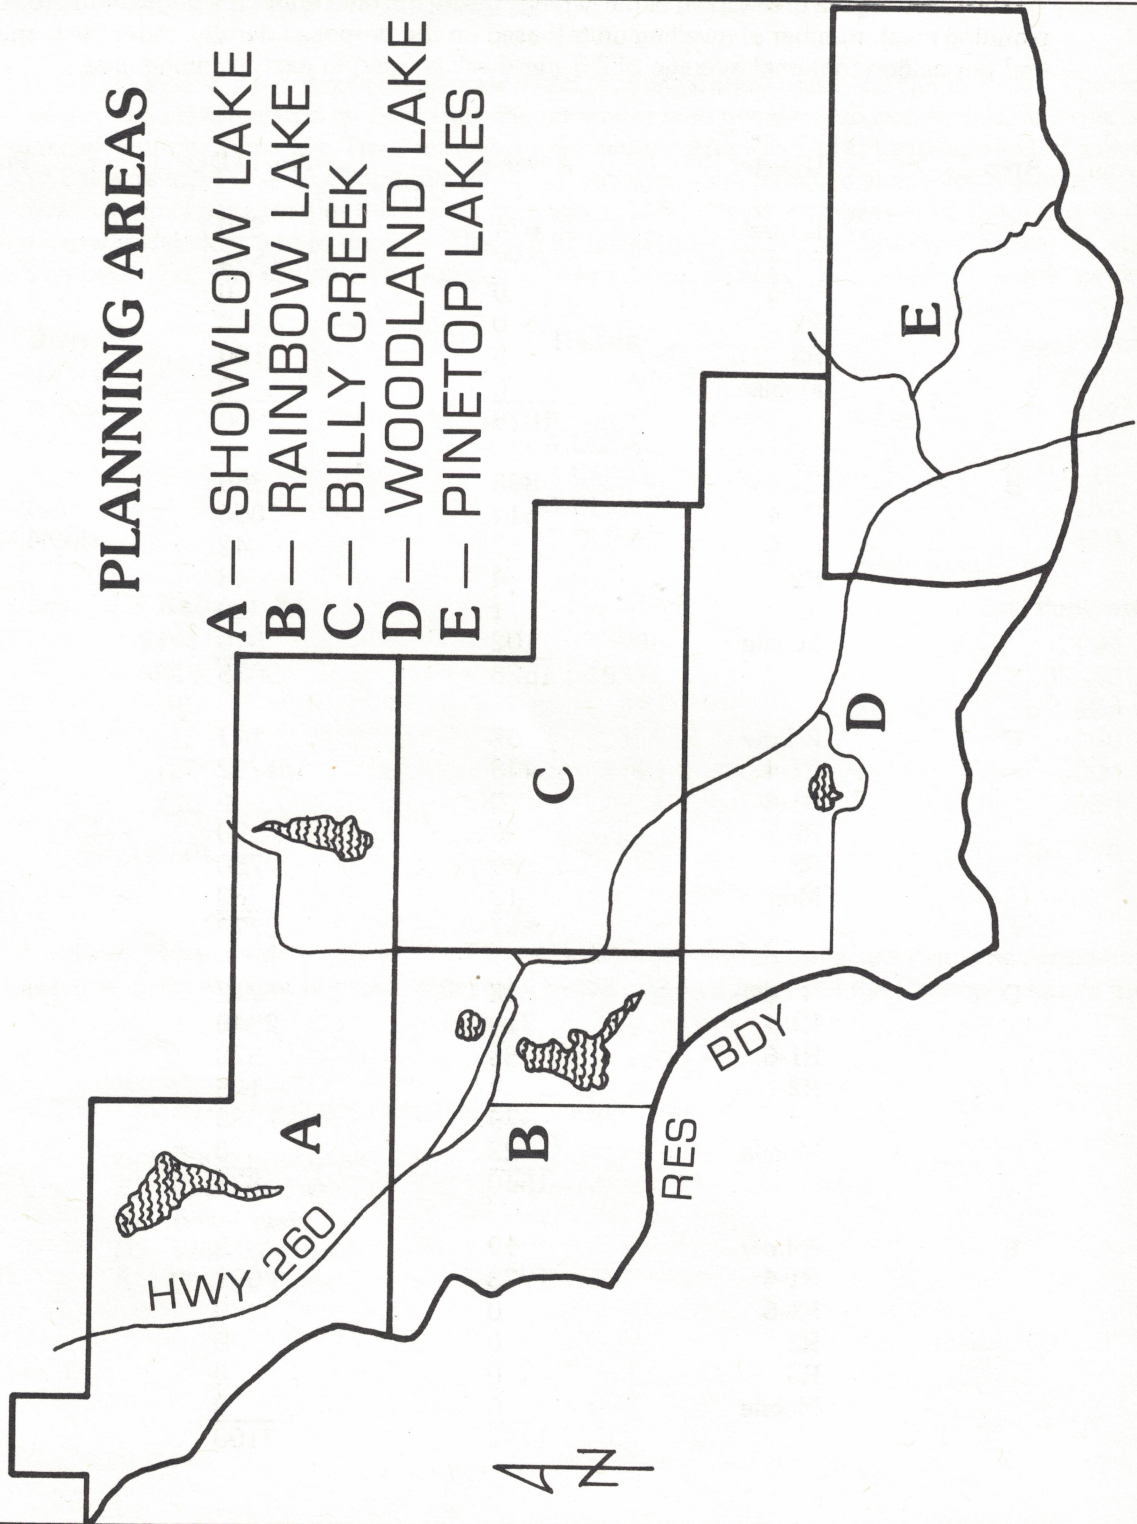 PLANNING AREAS
A — SHOWLOW LAKE
B — RAINBOW LAKE
C — BILLY CREEK
D — WOODLAND LAKE
E — PINETOP LAKES
HWY 260
A
B
C
D
E
RES BDY
N